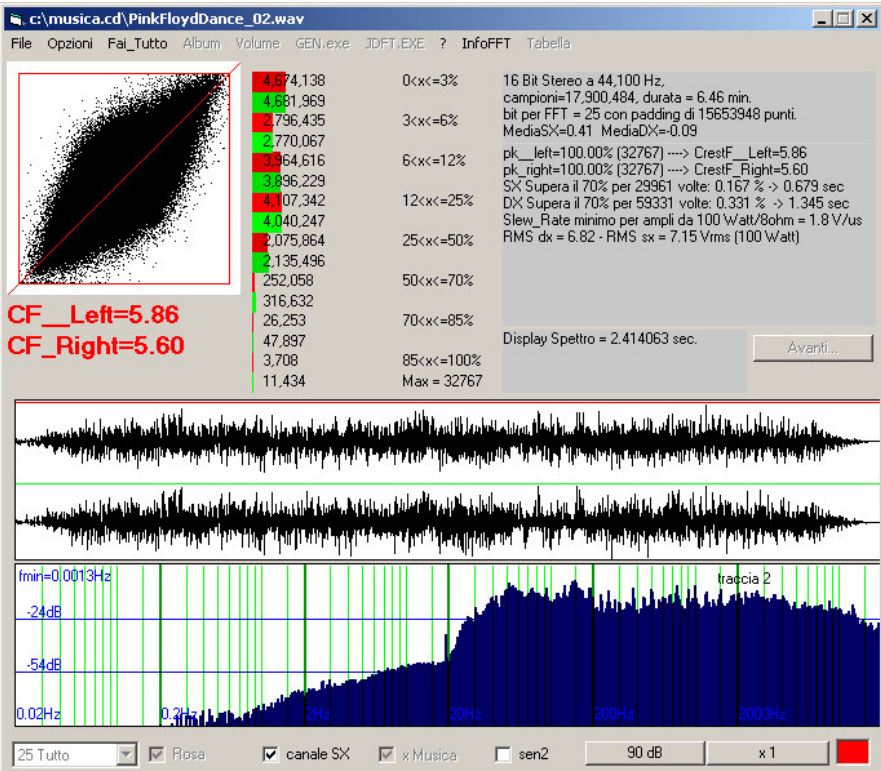 c:\musica.cd\PinkFloydDance_02.wav
File Opzioni Fai_Tutto Album Volume GEN.exe JDFT.EXE ? InfoFFT Tabella
4,674,138 0<x<=3%
4,681,969
2,796,435 3<x<=6%
2,770,067
3,964,616 6<x<=12%
3,896,229
4,107,342 12<x<=25%
4,040,247
2,075,864 25<x<=50%
2,135,496
252,058 50<x<=70%
316,632
26,253 70<x<=85%
47,897
3,708 85<x<=100%
11,434 Max = 32767
CF__Left=5.86
CF_Right=5.60
16 Bit Stereo a 44,100 Hz,
campioni=17,900,484, durata = 6.46 min.
bit per FFT = 25 con padding di 15653948 punti.
MediaSX=0.41 MediaDX=-0.09
pk__left=100.00% (32767) ----> CrestF__Left=5.86
pk_right=100.00% (32767) ----> CrestF_Right=5.60
SX Supera il 70% per 29961 volte: 0.167 % -> 0.679 sec
DX Supera il 70% per 59331 volte: 0.331 % -> 1.345 sec
Slew_Rate minimo per ampli da 100 Watt/8ohm = 1.8 V/us
RMS dx = 6.82 - RMS sx = 7.15 Vrms (100 Watt)
Display Spettro = 2.414063 sec.
Avanti...
fmin=0.0013Hz
traccia 2
-24dB
-54dB
0.02Hz 0.2Hz 2Hz 20Hz 200Hz 2000Hz
25 Tutto Rosa canale SX x Musica sen2 90 dB x 1